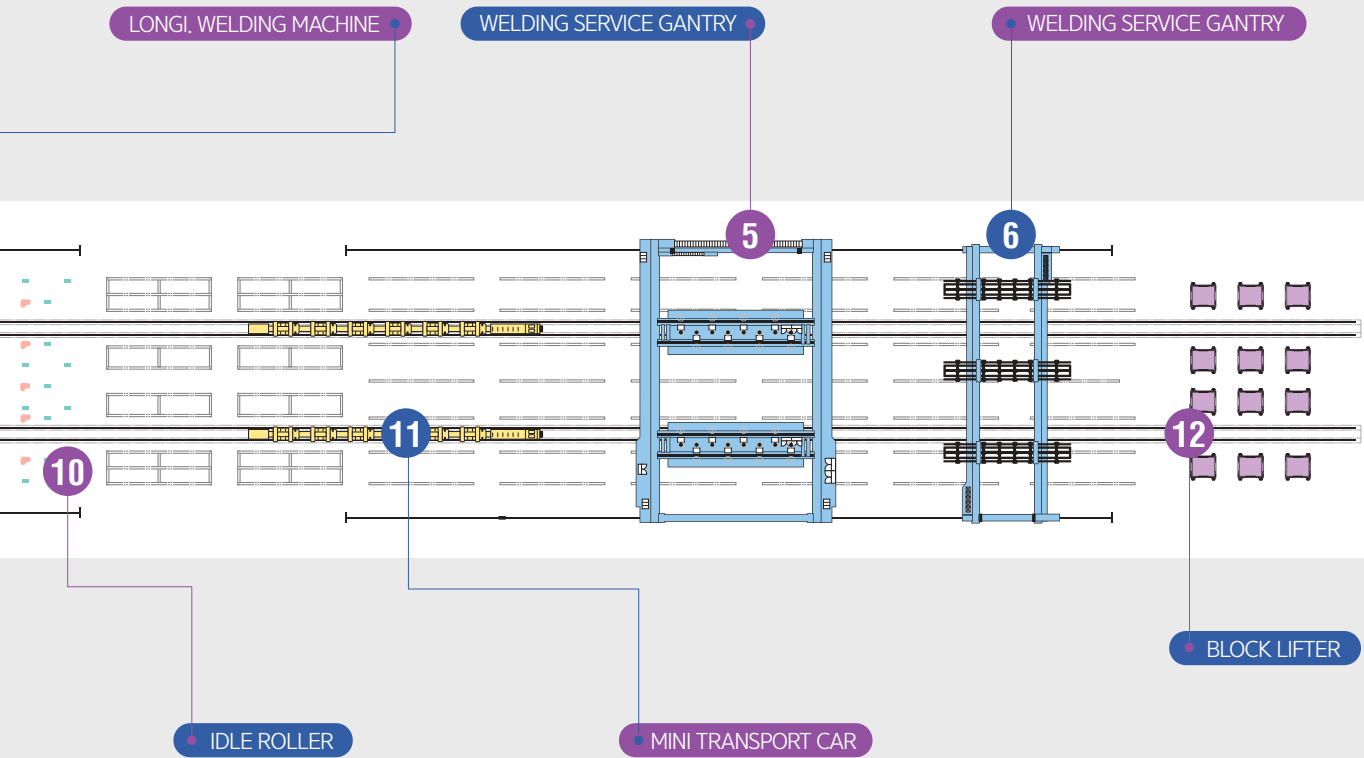 LONGI. WELDING MACHINE
WELDING SERVICE GANTRY
WELDING SERVICE GANTRY
5
6
11
12
10
BLOCK LIFTER
IDLE ROLLER
MINI TRANSPORT CAR